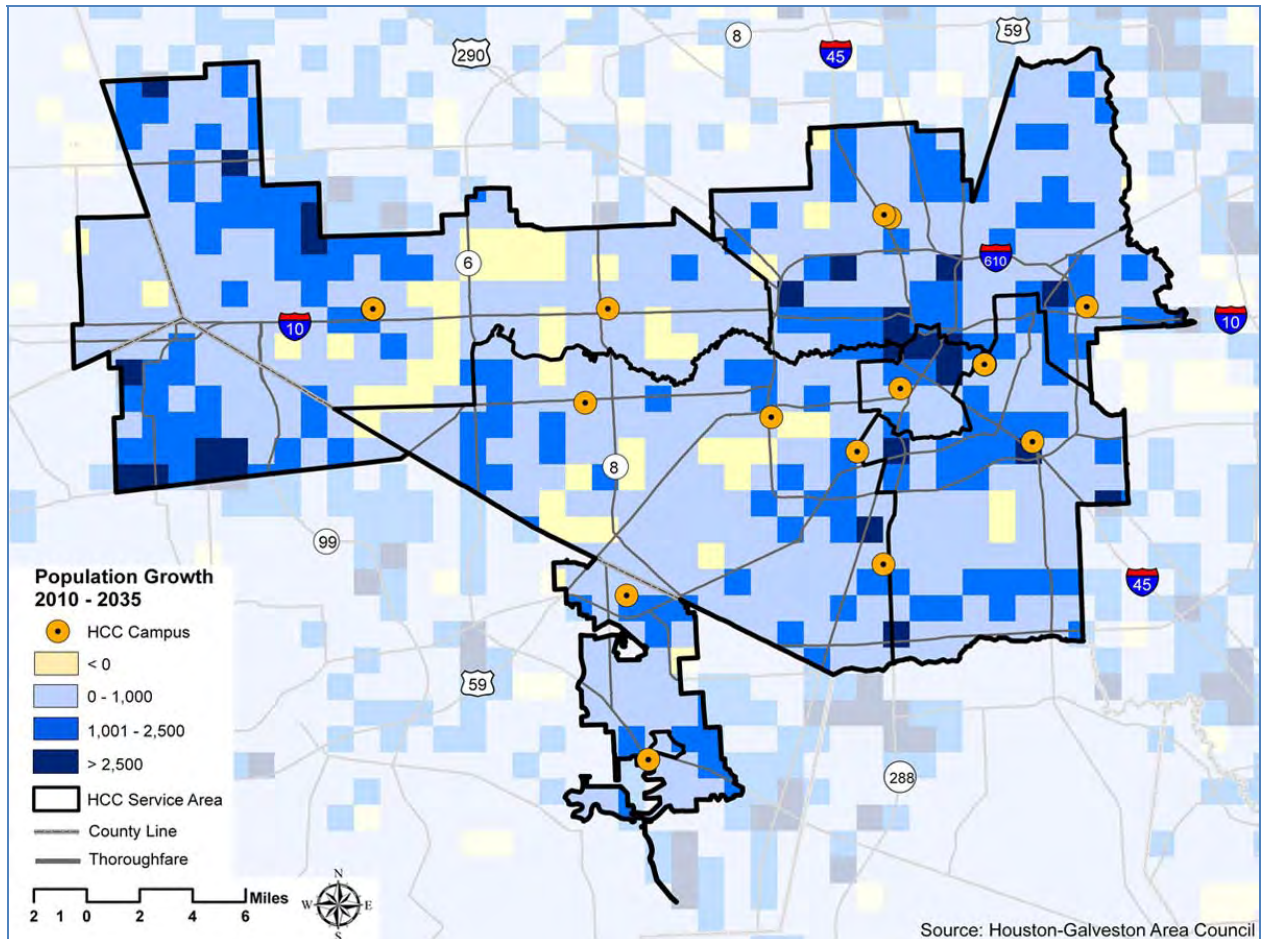 290
8
45
59
6
610
10
10
8
99
45
59
288
Population Growth
2010 - 2035
HCC Campus
< 0
0 - 1,000
1,001 - 2,500
> 2,500
HCC Service Area
County Line
Thoroughfare
Miles
2 1 0 2 4 6
N
W E
S
Source: Houston-Galveston Area Council